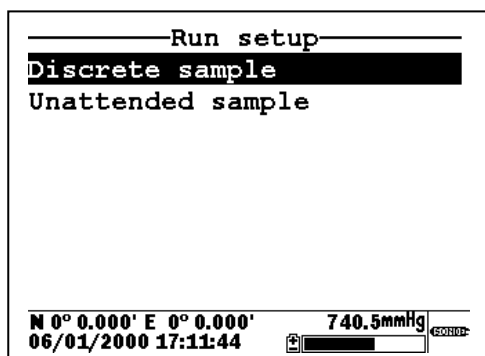 Run setup
Discrete sample
Unattended sample
N 0° 0.000' E 0° 0.000' 740.5mmHg
06/01/2000 17:11:44